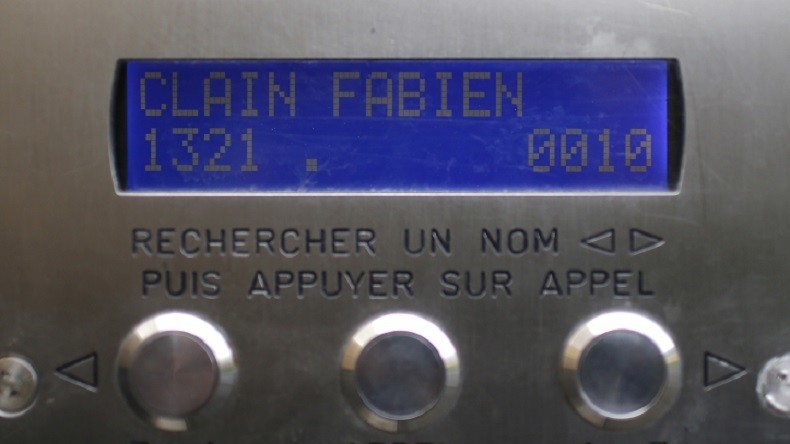 CLAIN FABIEN
1321 . 0010
RECHERCHER UN NOM ◁ ▷
PUIS APPUYER SUR APPEL